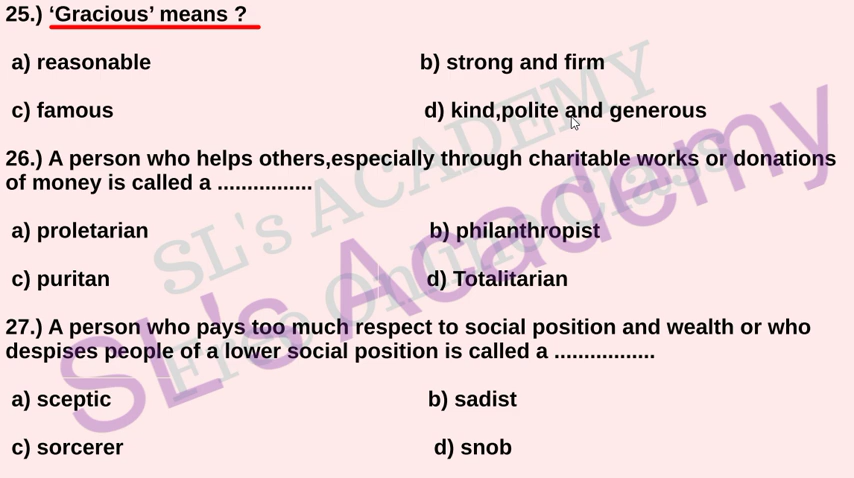 25.) ‘Gracious’ means ?
a) reasonable b) strong and firm
c) famous d) kind,polite and generous
26.) A person who helps others,especially through charitable works or donations
of money is called a ................
a) proletarian b) philanthropist
c) puritan d) Totalitarian
27.) A person who pays too much respect to social position and wealth or who
despises people of a lower social position is called a .................
a) sceptic b) sadist
c) sorcerer d) snob
SL's ACADEMY
Free Online Class
SL's Academy